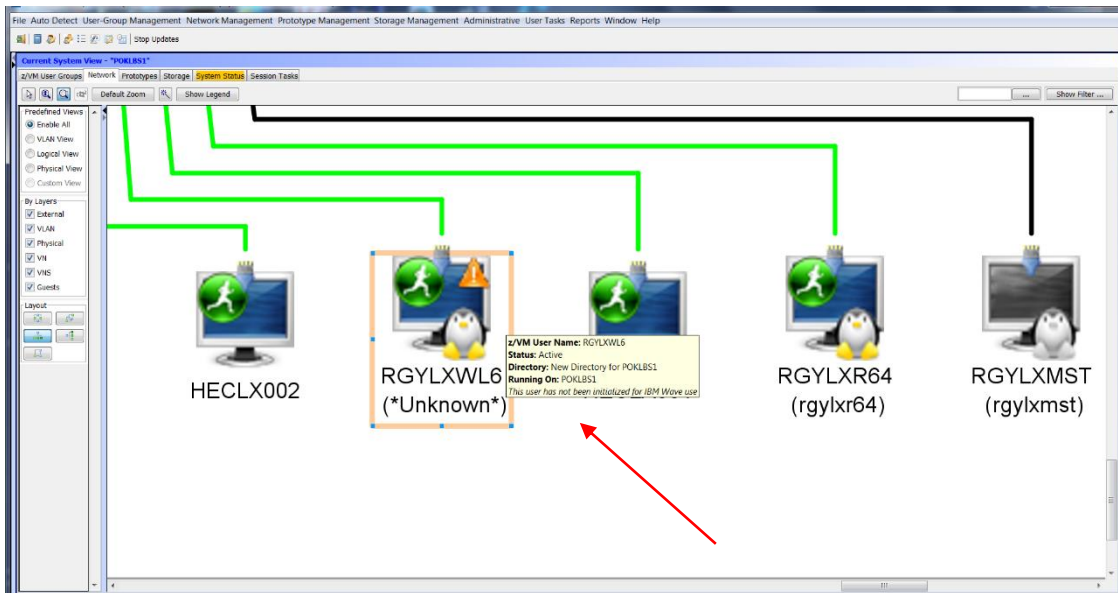 File Auto Detect User-Group Management Network Management Prototype Management Storage Management Administrative User Tasks Reports Window Help
Stop Updates
Current System View - "POKLBS1"
z/VM User Groups Network Prototypes Storage System Status Session Tasks
Default Zoom Show Legend ... Show Filter ...
Predefined Views
Enable All
VLAN View
Logical View
Physical View
Custom View
By Layers
External
VLAN
Physical
VN
VNS
Guests
Layout
HECLX002
RGYLXWL6
(*Unknown*)
z/VM User Name: RGYLXWL6
Status: Active
Directory: New Directory for POKLBS1
Running On: POKLBS1
This user has not been initialized for IBM Wave use
RGYLXR64
(rgylxr64)
RGYLXMST
(rgylxmst)